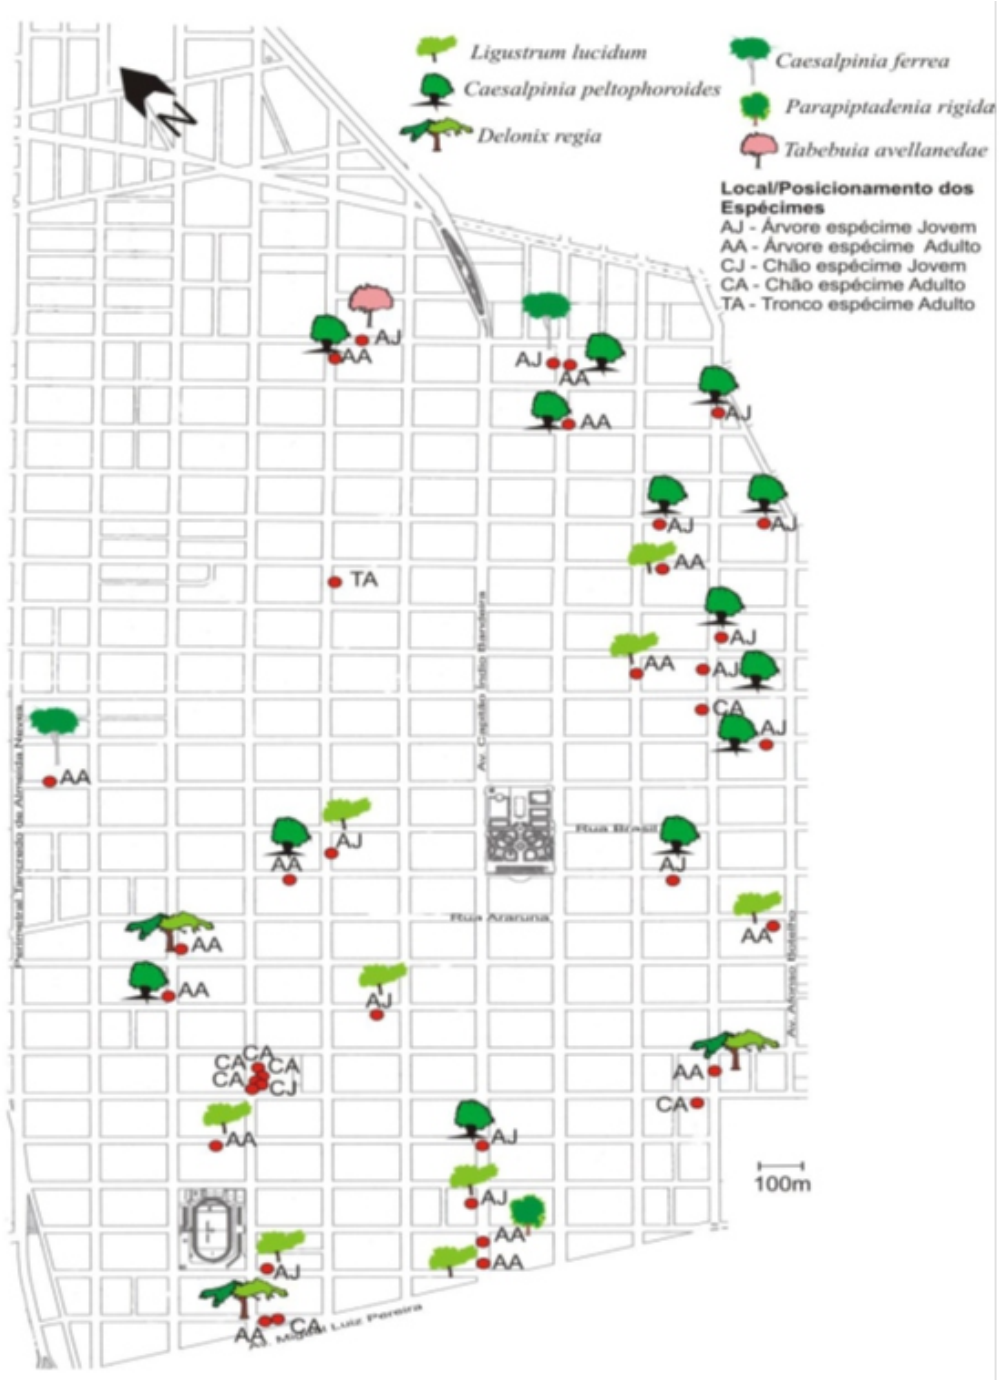 Ligustrum lucidum
Caesalpinia peltophoroides
Delonix regia
Caesalpinia ferrea
Parapiptadenia rigida
Tabebuia avellanedae
Local/Posicionamento dos
Espécimes
AJ - Árvore espécime Jovem
AA - Árvore espécime Adulto
CJ - Chão espécime Jovem
CA - Chão espécime Adulto
TA - Tronco espécime Adulto
N
AJ
AA
AJ
AA
AA
AJ
AJ
AJ
AA
TA
AJ
AA
AJ
CA
AJ
AA
Av. Capitão Indio Bandeira
Perimetral Tancredo de Almeida Neves
AJ
AA
Rua Brasil
AJ
Rua Araruna
AA
AA
AA
AJ
Av. Afonso Botelho
CA
CA
CA
CA
CJ
AA
CA
AA
AJ
100m
AJ
AA
AA
AJ
AA
CA
Av. Miguel Luiz Pereira